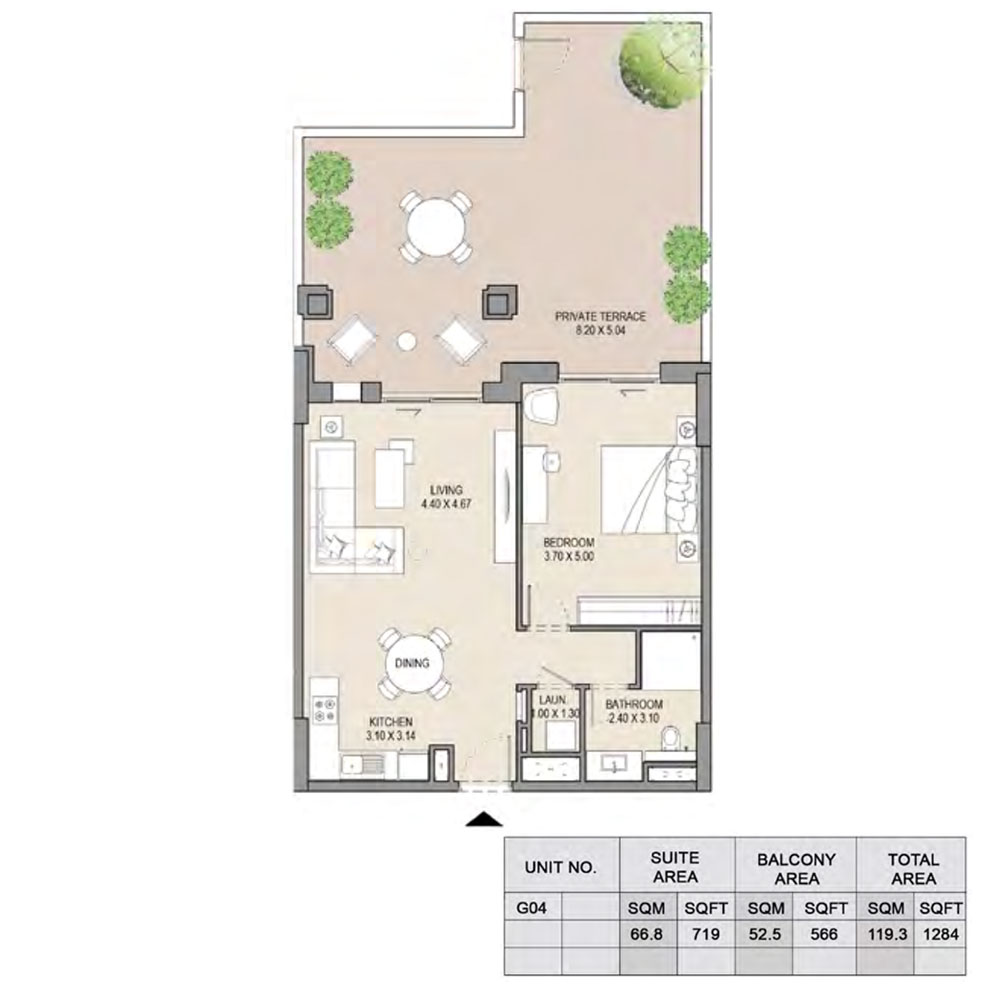 PRIVATE TERRACE
8.20 X 5.04
LIVING
4.40 X 4.67
BEDROOM
3.70 X 5.00
DINING
LAUN.
1.00 X 1.30
BATHROOM
2.40 X 3.10
KITCHEN
3.10 X 3.14
UNIT NO. SUITE AREA BALCONY AREA TOTAL AREA
G04 SQM SQFT SQM SQFT SQM SQFT
66.8 719 52.5 566 119.3 1284